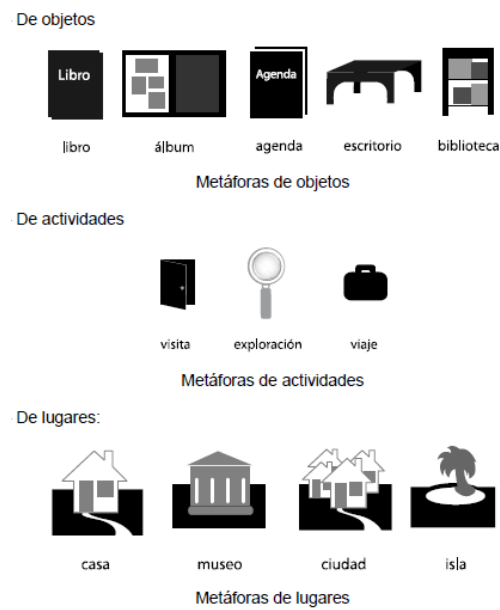 · De objetos
Libro
Agenda
libro álbum agenda escritorio biblioteca
Metáforas de objetos
· De actividades
visita exploración viaje
Metáforas de actividades
· De lugares:
casa museo ciudad isla
Metáforas de lugares